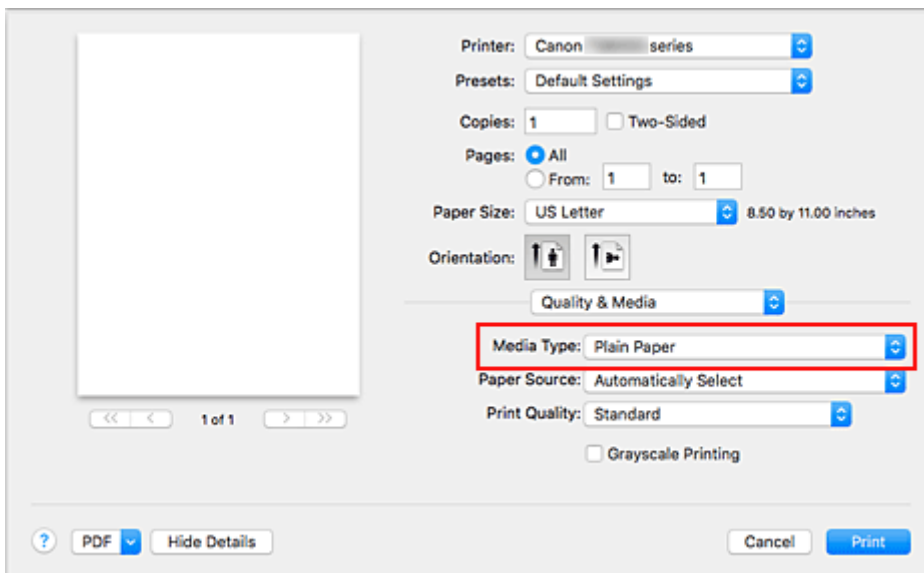 Printer: Canon series
Presets: Default Settings
Copies: 1 Two-Sided
Pages: All
From: 1 to: 1
Paper Size: US Letter 8.50 by 11.00 inches
Orientation:
Quality & Media
Media Type: Plain Paper
Paper Source: Automatically Select
Print Quality: Standard
Grayscale Printing
<< < 1 of 1 > >>
? PDF Hide Details Cancel Print